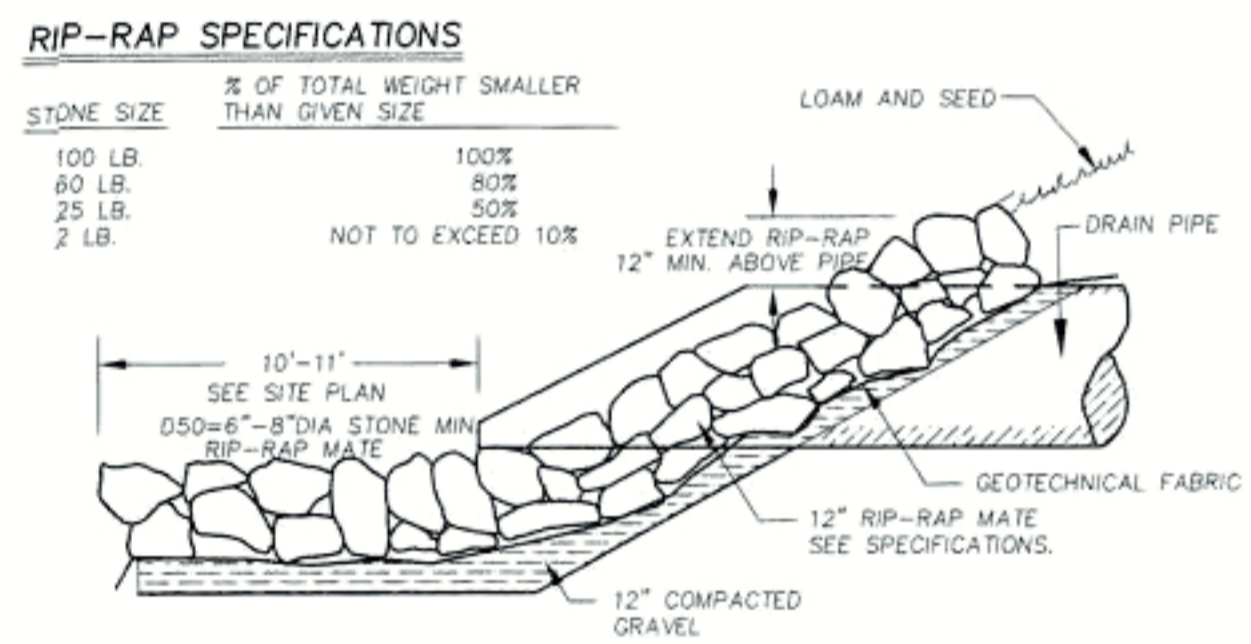 RIP-RAP SPECIFICATIONS
% OF TOTAL WEIGHT SMALLER
STONE SIZE THAN GIVEN SIZE
100 LB. 100%
60 LB. 80%
25 LB. 50%
2 LB. NOT TO EXCEED 10%
LOAM AND SEED
DRAIN PIPE
EXTEND RIP-RAP
12" MIN. ABOVE PIPE
10'-11'
SEE SITE PLAN
D50=6"-8"DIA STONE MIN
RIP-RAP MATE
GEOTECHNICAL FABRIC
12" RIP-RAP MATE
SEE SPECIFICATIONS.
12" COMPACTED
GRAVEL